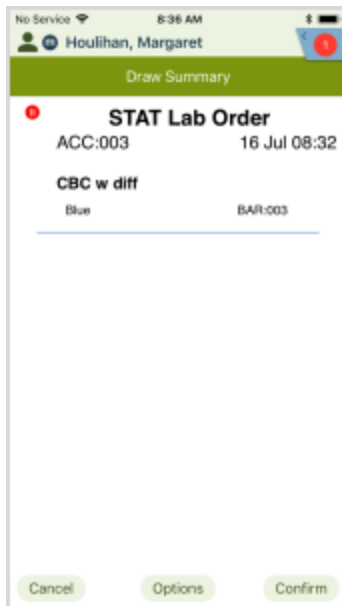 No Service 8:36 AM
Houlihan, Margaret 1
Draw Summary
STAT Lab Order
ACC:003 16 Jul 08:32
CBC w diff
Blue BAR:003
Cancel Options Confirm